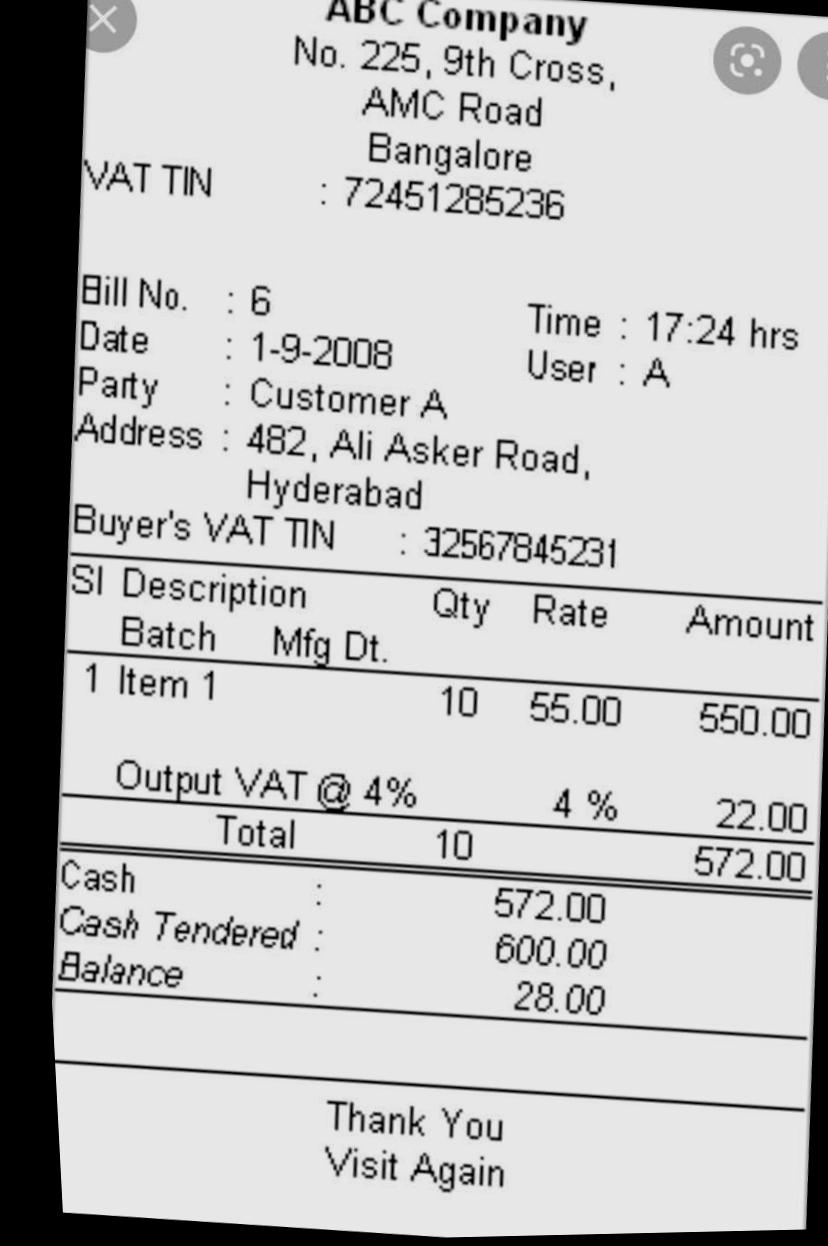 ABC Company
No. 225, 9th Cross,
AMC Road
Bangalore
VAT TIN : 72451285236
Bill No. : 6 Time : 17:24 hrs
Date : 1-9-2008 User : A
Party : Customer A
Address : 482, Ali Asker Road,
Hyderabad
Buyer's VAT TIN : 32567845231
Sl Description Qty Rate Amount
Batch Mfg Dt.
1 Item 1 10 55.00 550.00
Output VAT @ 4% 4 % 22.00
Total 10 572.00
Cash : 572.00
Cash Tendered : 600.00
Balance : 28.00
Thank You
Visit Again